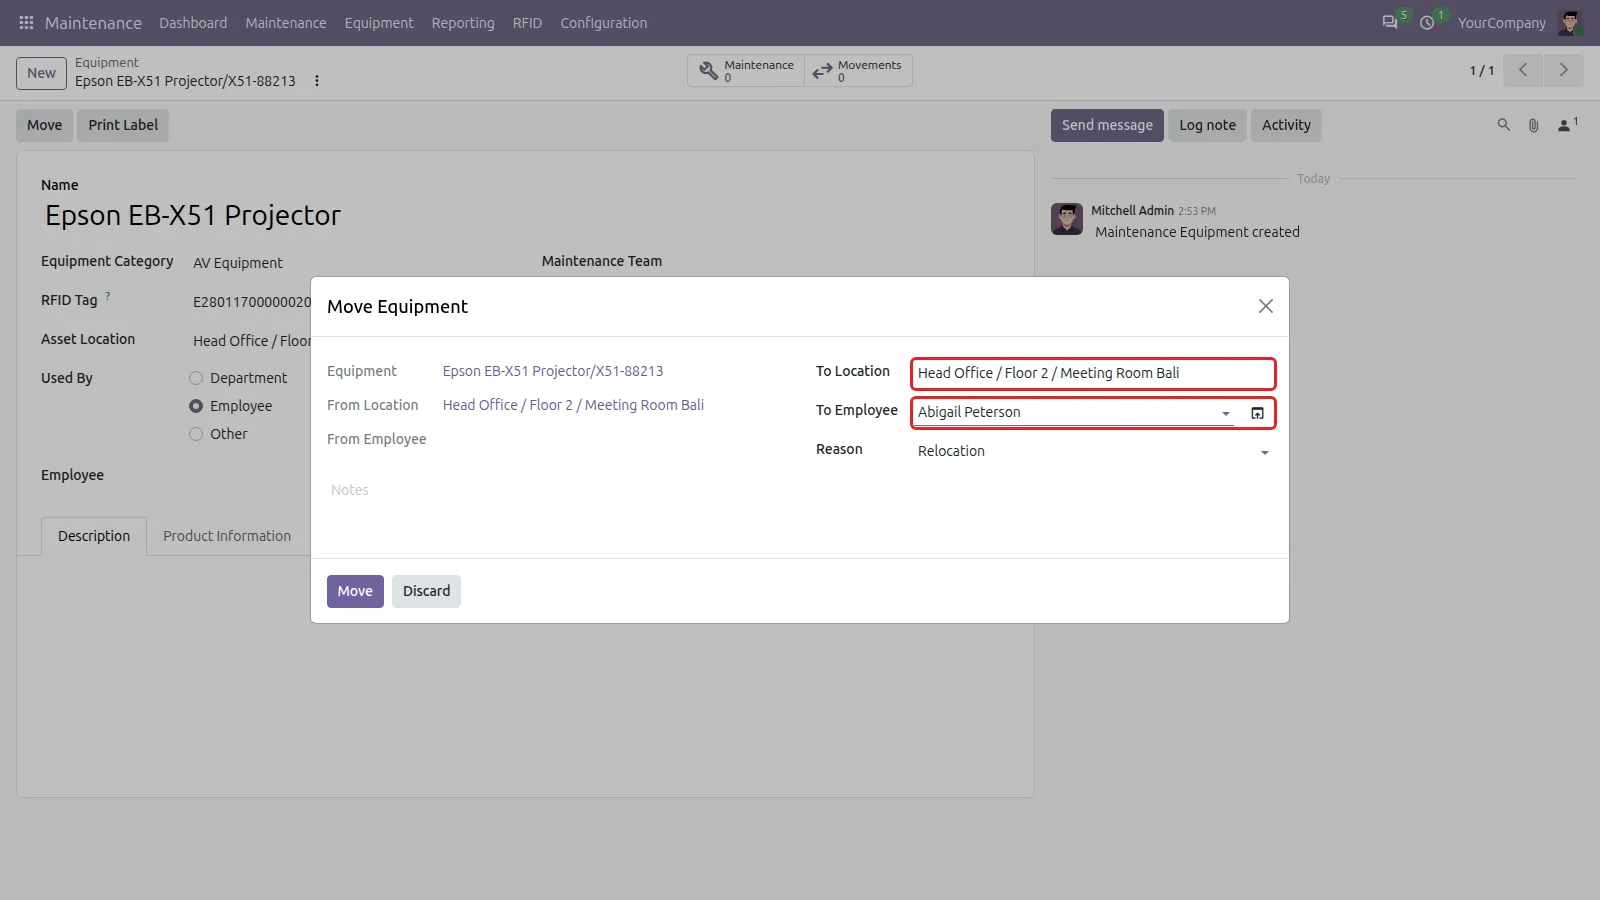 Maintenance Dashboard Maintenance Equipment Reporting RFID Configuration 5 1 YourCompany
New Equipment
Epson EB-X51 Projector/X51-88213
Maintenance 0 Movements 0
1 / 1
Move Print Label
Send message Log note Activity 1
Today
Mitchell Admin 2:53 PM
Maintenance Equipment created
Name
Epson EB-X51 Projector
Equipment Category AV Equipment Maintenance Team
RFID Tag ? E28011700000020
Asset Location Head Office / Floor
Used By Department
Employee
Other
Employee
Description Product Information
Move Equipment
Equipment Epson EB-X51 Projector/X51-88213
From Location Head Office / Floor 2 / Meeting Room Bali
From Employee
To Location Head Office / Floor 2 / Meeting Room Bali
To Employee Abigail Peterson
Reason Relocation
Notes
Move Discard